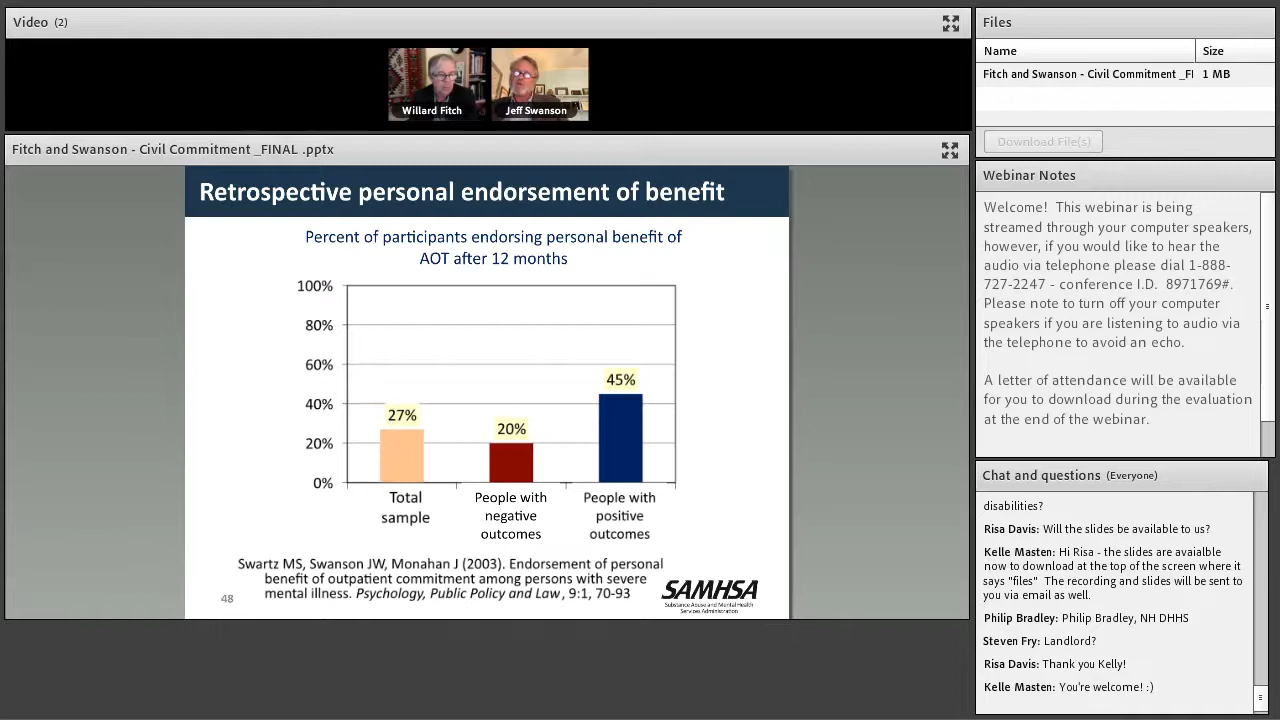 Video (2)
Willard Fitch
Jeff Swanson
Fitch and Swanson - Civil Commitment _FINAL .pptx
Retrospective personal endorsement of benefit
Percent of participants endorsing personal benefit of
AOT after 12 months
100%
80%
60%
40%
20%
0%
27%
20%
45%
Total
sample
People with
negative
outcomes
People with
positive
outcomes
Swartz MS, Swanson JW, Monahan J (2003). Endorsement of personal
benefit of outpatient commitment among persons with severe
mental illness. Psychology, Public Policy and Law, 9:1, 70-93
48
SAMHSA
Substance Abuse and Mental Health
Services Administration
Files
Name
Size
Fitch and Swanson - Civil Commitment _FI
1 MB
Download File(s)
Webinar Notes
Welcome!  This webinar is being
streamed through your computer speakers,
however, if you would like to hear the
audio via telephone please dial 1-888-
727-2247 - conference I.D.  8971769#.
Please note to turn off your computer
speakers if you are listening to audio via
the telephone to avoid an echo.
A letter of attendance will be available
for you to download during the evaluation
at the end of the webinar.
Chat and questions (Everyone)
disabilities?
Risa Davis: Will the slides be available to us?
Kelle Masten: Hi Risa - the slides are avaialble
now to download at the top of the screen where it
says "files"  The recording and slides will be sent to
you via email as well.
Philip Bradley: Philip Bradley, NH DHHS
Steven Fry: Landlord?
Risa Davis: Thank you Kelly!
Kelle Masten: You're welcome! :)